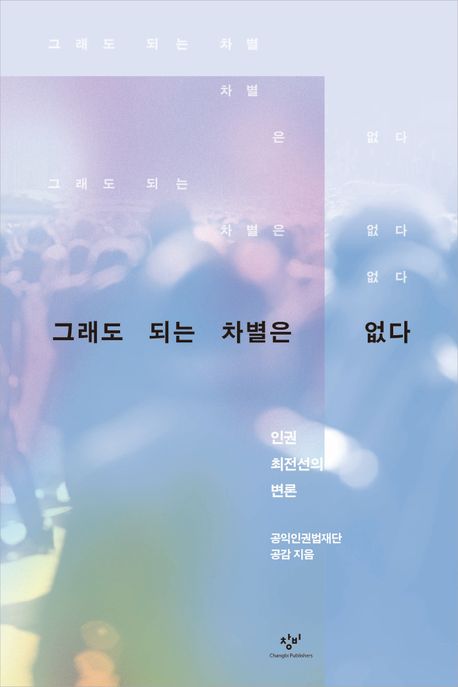 그래도 되는 차별
차별
은 없다
그래도 되는
차별은 없다
없다
그래도 되는 차별은 없다
인권
최전선의
변론
공익인권법재단
공감 지음
창비
Changbi Publishers